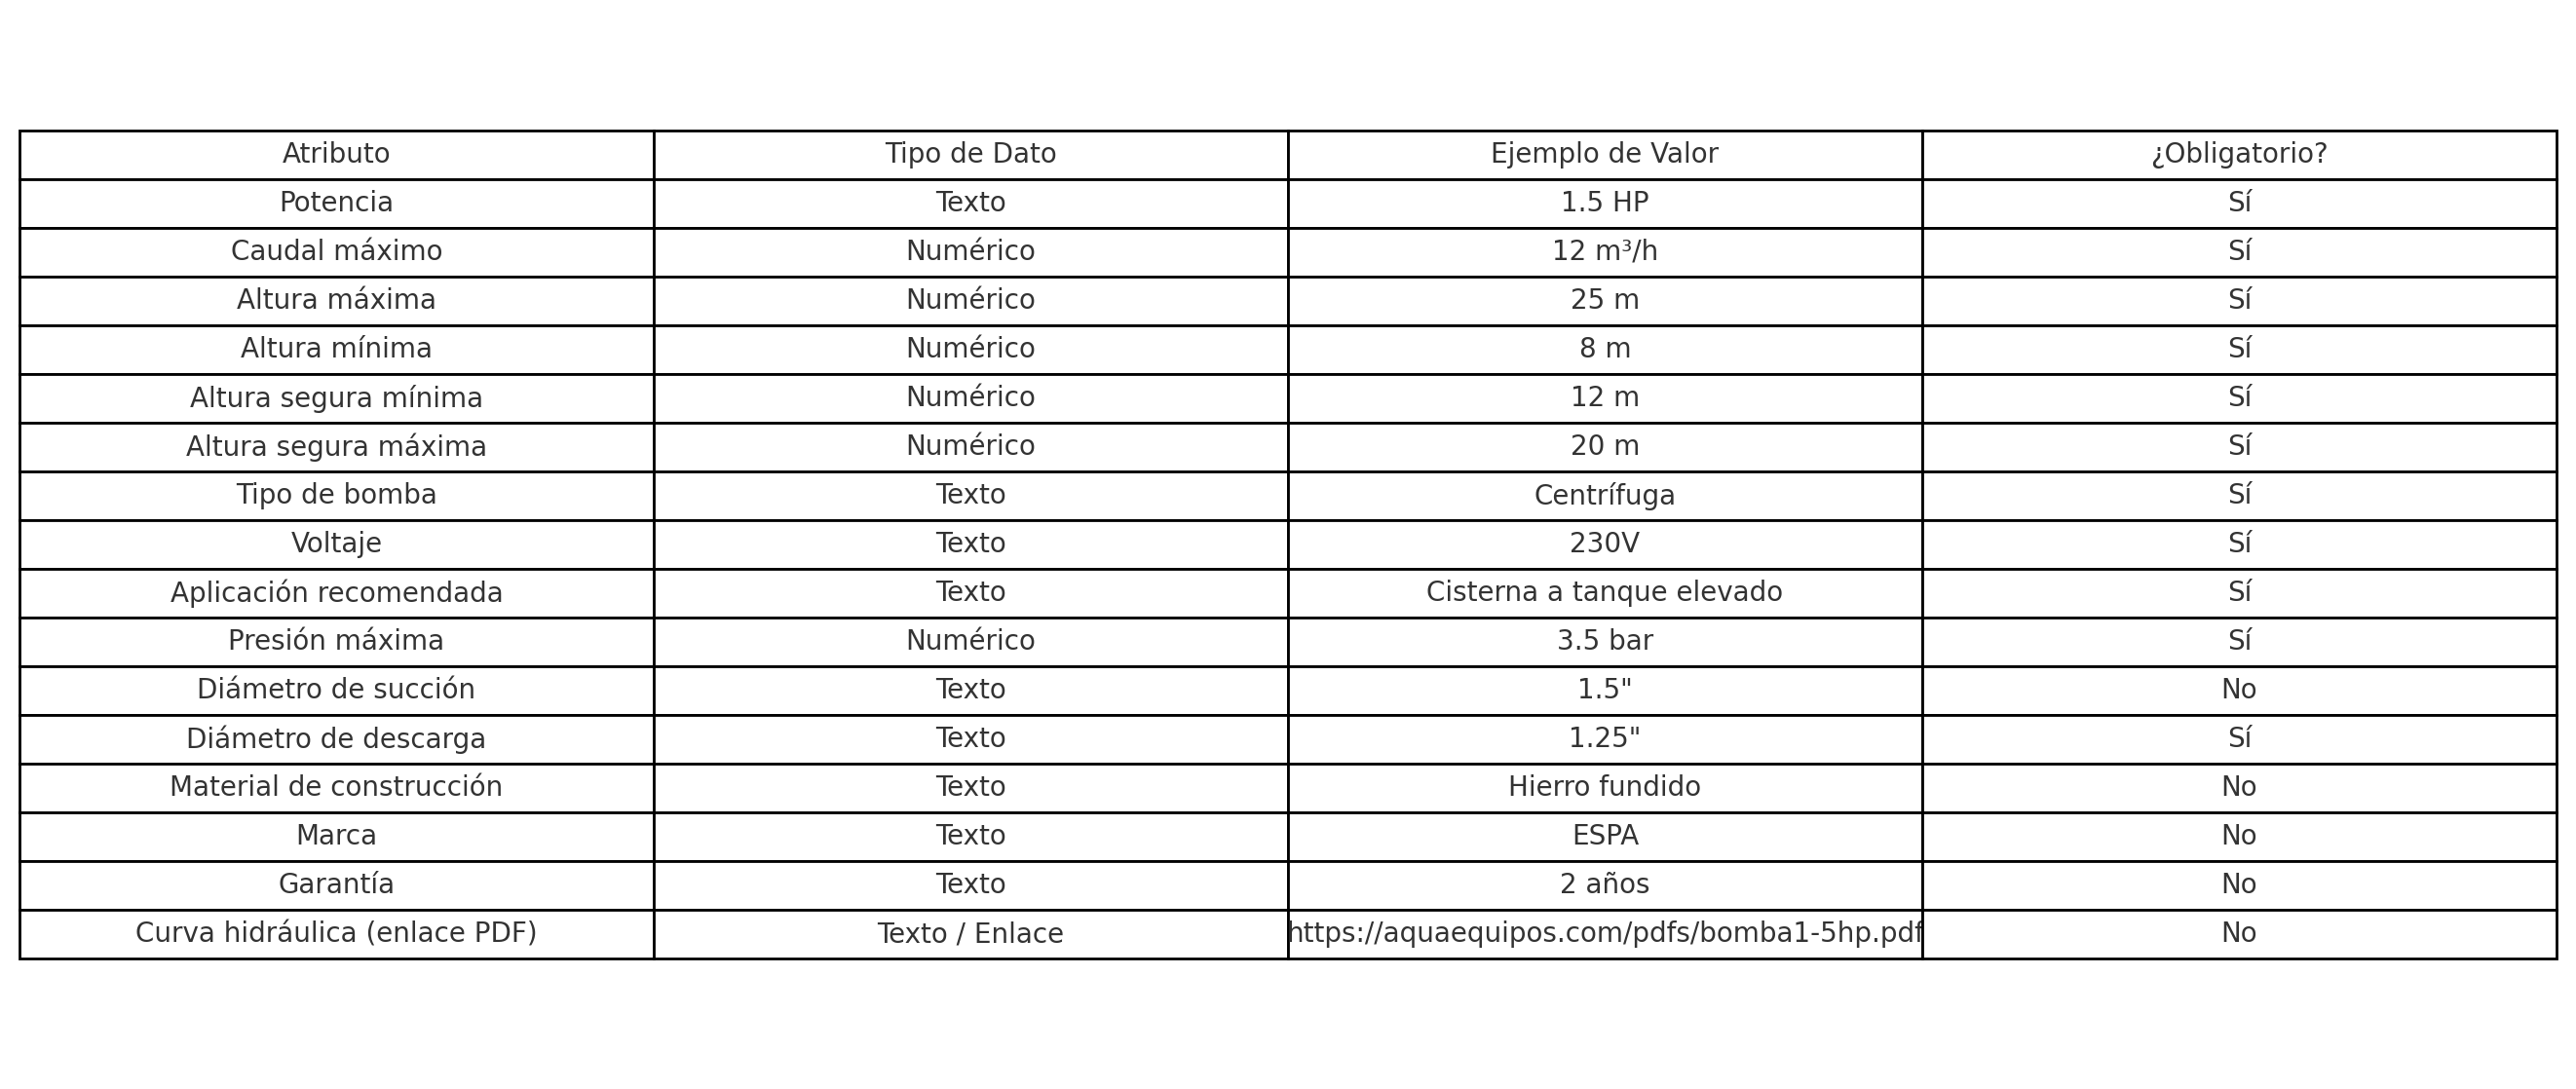 Atributo Tipo de Dato Ejemplo de Valor ¿Obligatorio?
Potencia Texto 1.5 HP Sí
Caudal máximo Numérico 12 m³/h Sí
Altura máxima Numérico 25 m Sí
Altura mínima Numérico 8 m Sí
Altura segura mínima Numérico 12 m Sí
Altura segura máxima Numérico 20 m Sí
Tipo de bomba Texto Centrífuga Sí
Voltaje Texto 230V Sí
Aplicación recomendada Texto Cisterna a tanque elevado Sí
Presión máxima Numérico 3.5 bar Sí
Diámetro de succión Texto 1.5" No
Diámetro de descarga Texto 1.25" Sí
Material de construcción Texto Hierro fundido No
Marca Texto ESPA No
Garantía Texto 2 años No
Curva hidráulica (enlace PDF) Texto / Enlace https://aquaequipos.com/pdfs/bomba1-5hp.pdf No